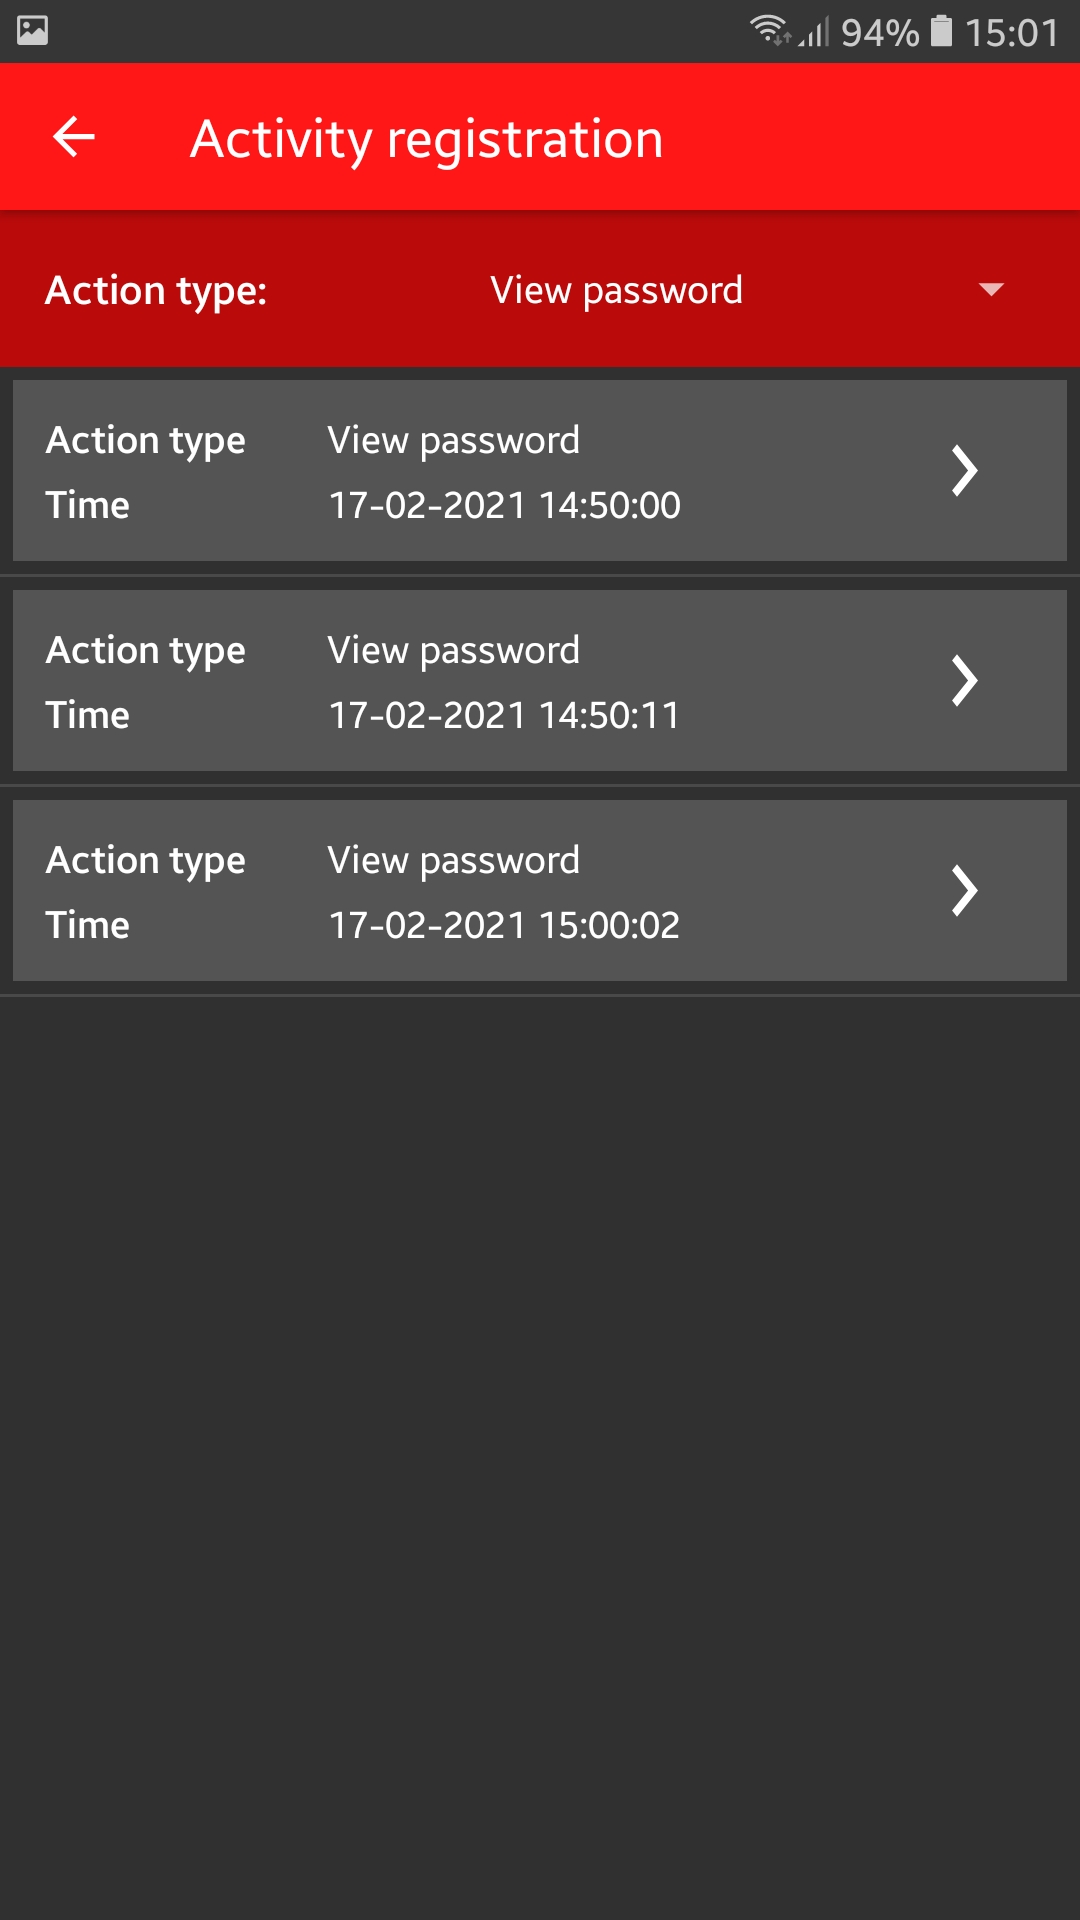 94% 15:01
Activity registration
Action type: View password
Action type View password
Time 17-02-2021 14:50:00
Action type View password
Time 17-02-2021 14:50:11
Action type View password
Time 17-02-2021 15:00:02